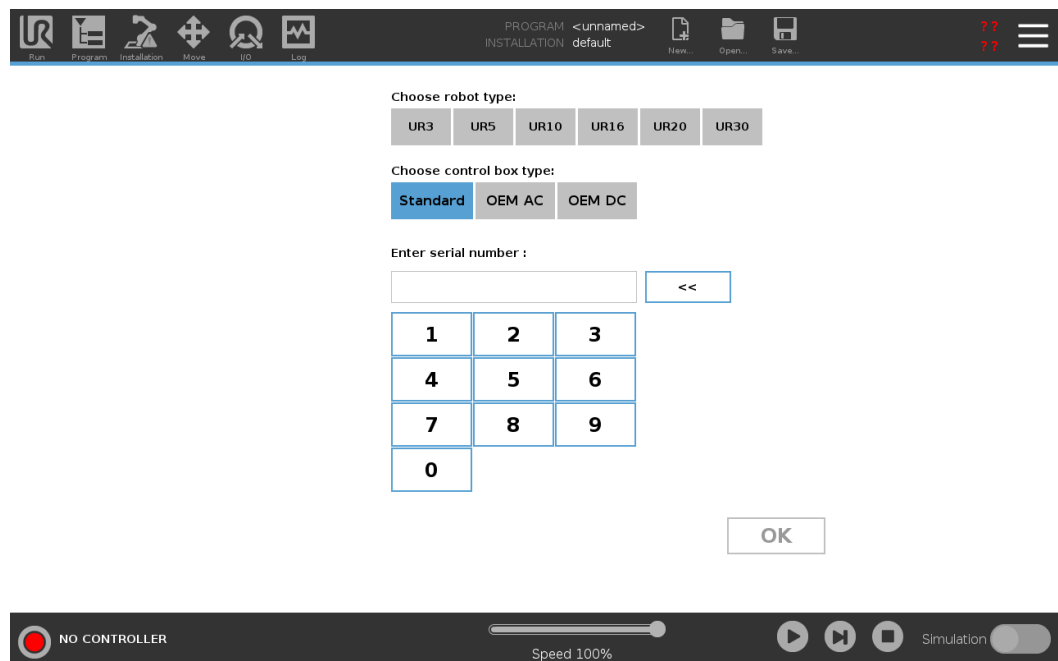 PROGRAM <unnamed>
INSTALLATION default
? ?
? ?
Run Program Installation Move I/O Log New... Open... Save...
Choose robot type:
UR3 UR5 UR10 UR16 UR20 UR30
Choose control box type:
Standard OEM AC OEM DC
Enter serial number :
<<
1 2 3
4 5 6
7 8 9
0
OK
NO CONTROLLER
Speed 100%
Simulation